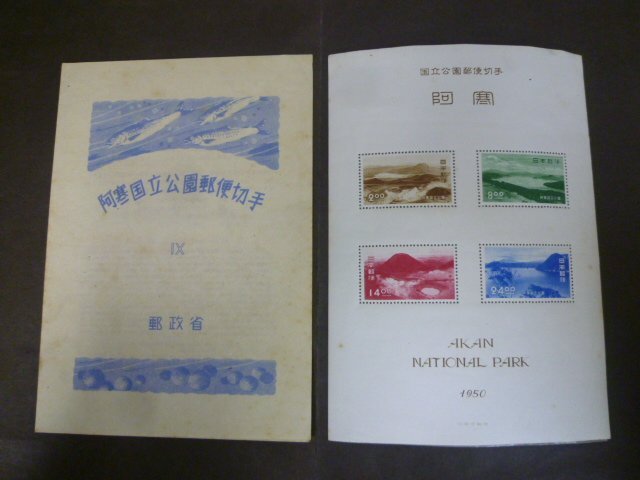 阿寒国立公園郵便切手
IX
郵政省
国立公園郵便切手
阿寒
日本郵便
2.00
日本郵便
8.00
日本郵便
14.00
日本郵便
24.00
AKAN
NATIONAL PARK
1950